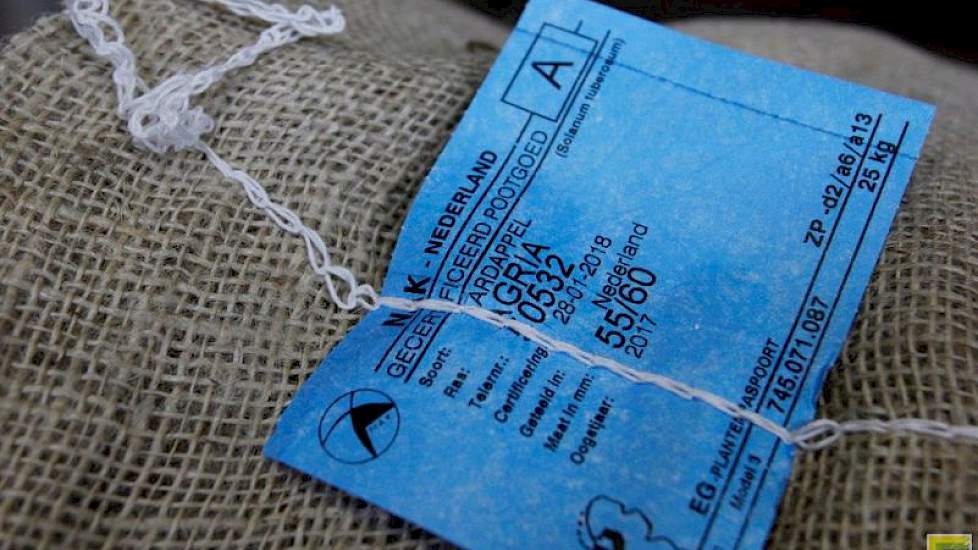 A
NAK - NEDERLAND
GECERTIFICEERD POOTGOED
(Solanum tuberosum)
Soort: AARDAPPEL
Ras: AGRIA
Telernr.: 0532
Certificering: 28-01-2018
Geteeld in: Nederland
Maat in mm: 55/60
Oogstjaar: 2017
ZP -d2/a6/a13
25 kg
EG.-PLANTENPASPOORT
Model 3
745.071.087